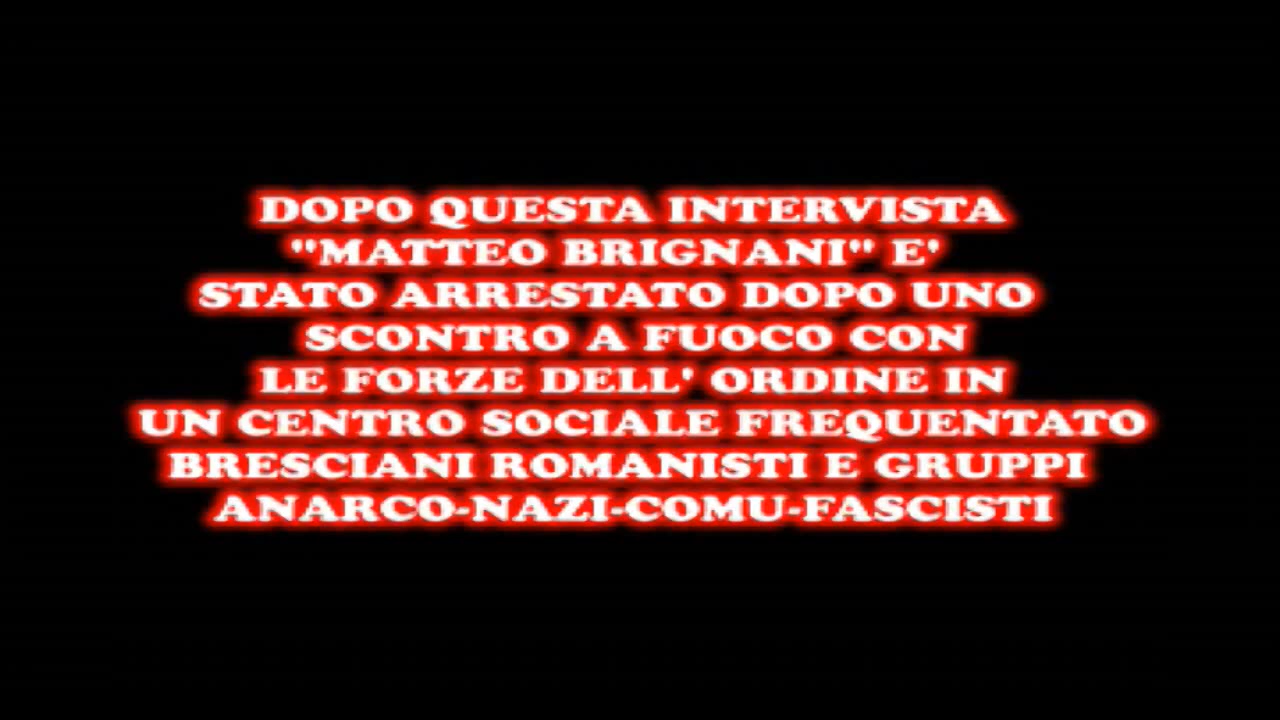 DOPO QUESTA INTERVISTA
"MATTEO BRIGNANI" E'
STATO ARRESTATO DOPO UNO
SCONTRO A FUOCO CON
LE FORZE DELL' ORDINE IN
UN CENTRO SOCIALE FREQUENTATO
BRESCIANI ROMANISTI E GRUPPI
ANARCO-NAZI-COMU-FASCISTI